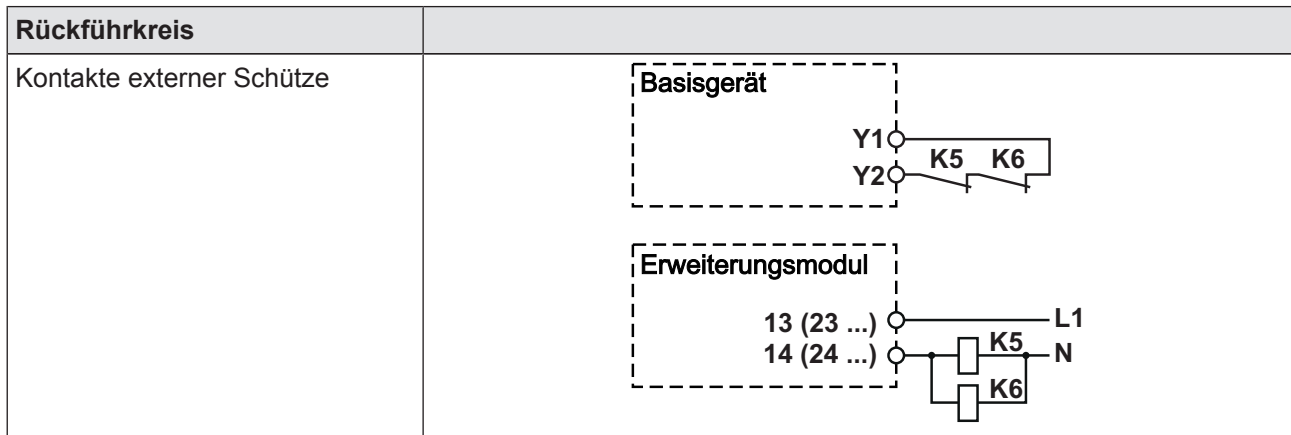 Rückführkreis
Kontakte externer Schütze
Basisgerät
Y1
K5 K6
Y2
Erweiterungsmodul
13 (23 ...) L1
14 (24 ...) K5 N
K6